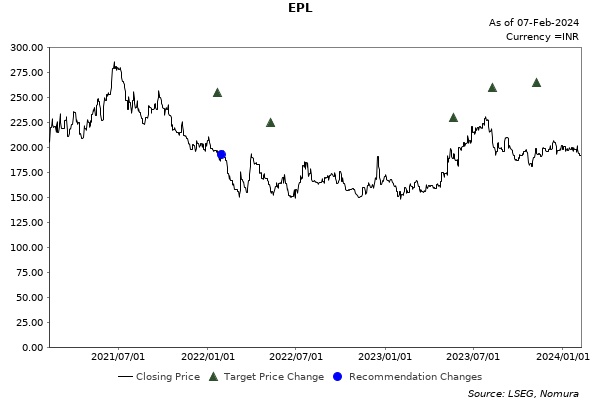 EPL
As of 07-Feb-2024
Currency =INR
300.00
275.00
250.00
225.00
200.00
175.00
150.00
125.00
100.00
75.00
50.00
25.00
0.00
2021/07/01 2022/01/01 2022/07/01 2023/01/01 2023/07/01 2024/01/01
Closing Price Target Price Change Recommendation Changes
Source: LSEG, Nomura